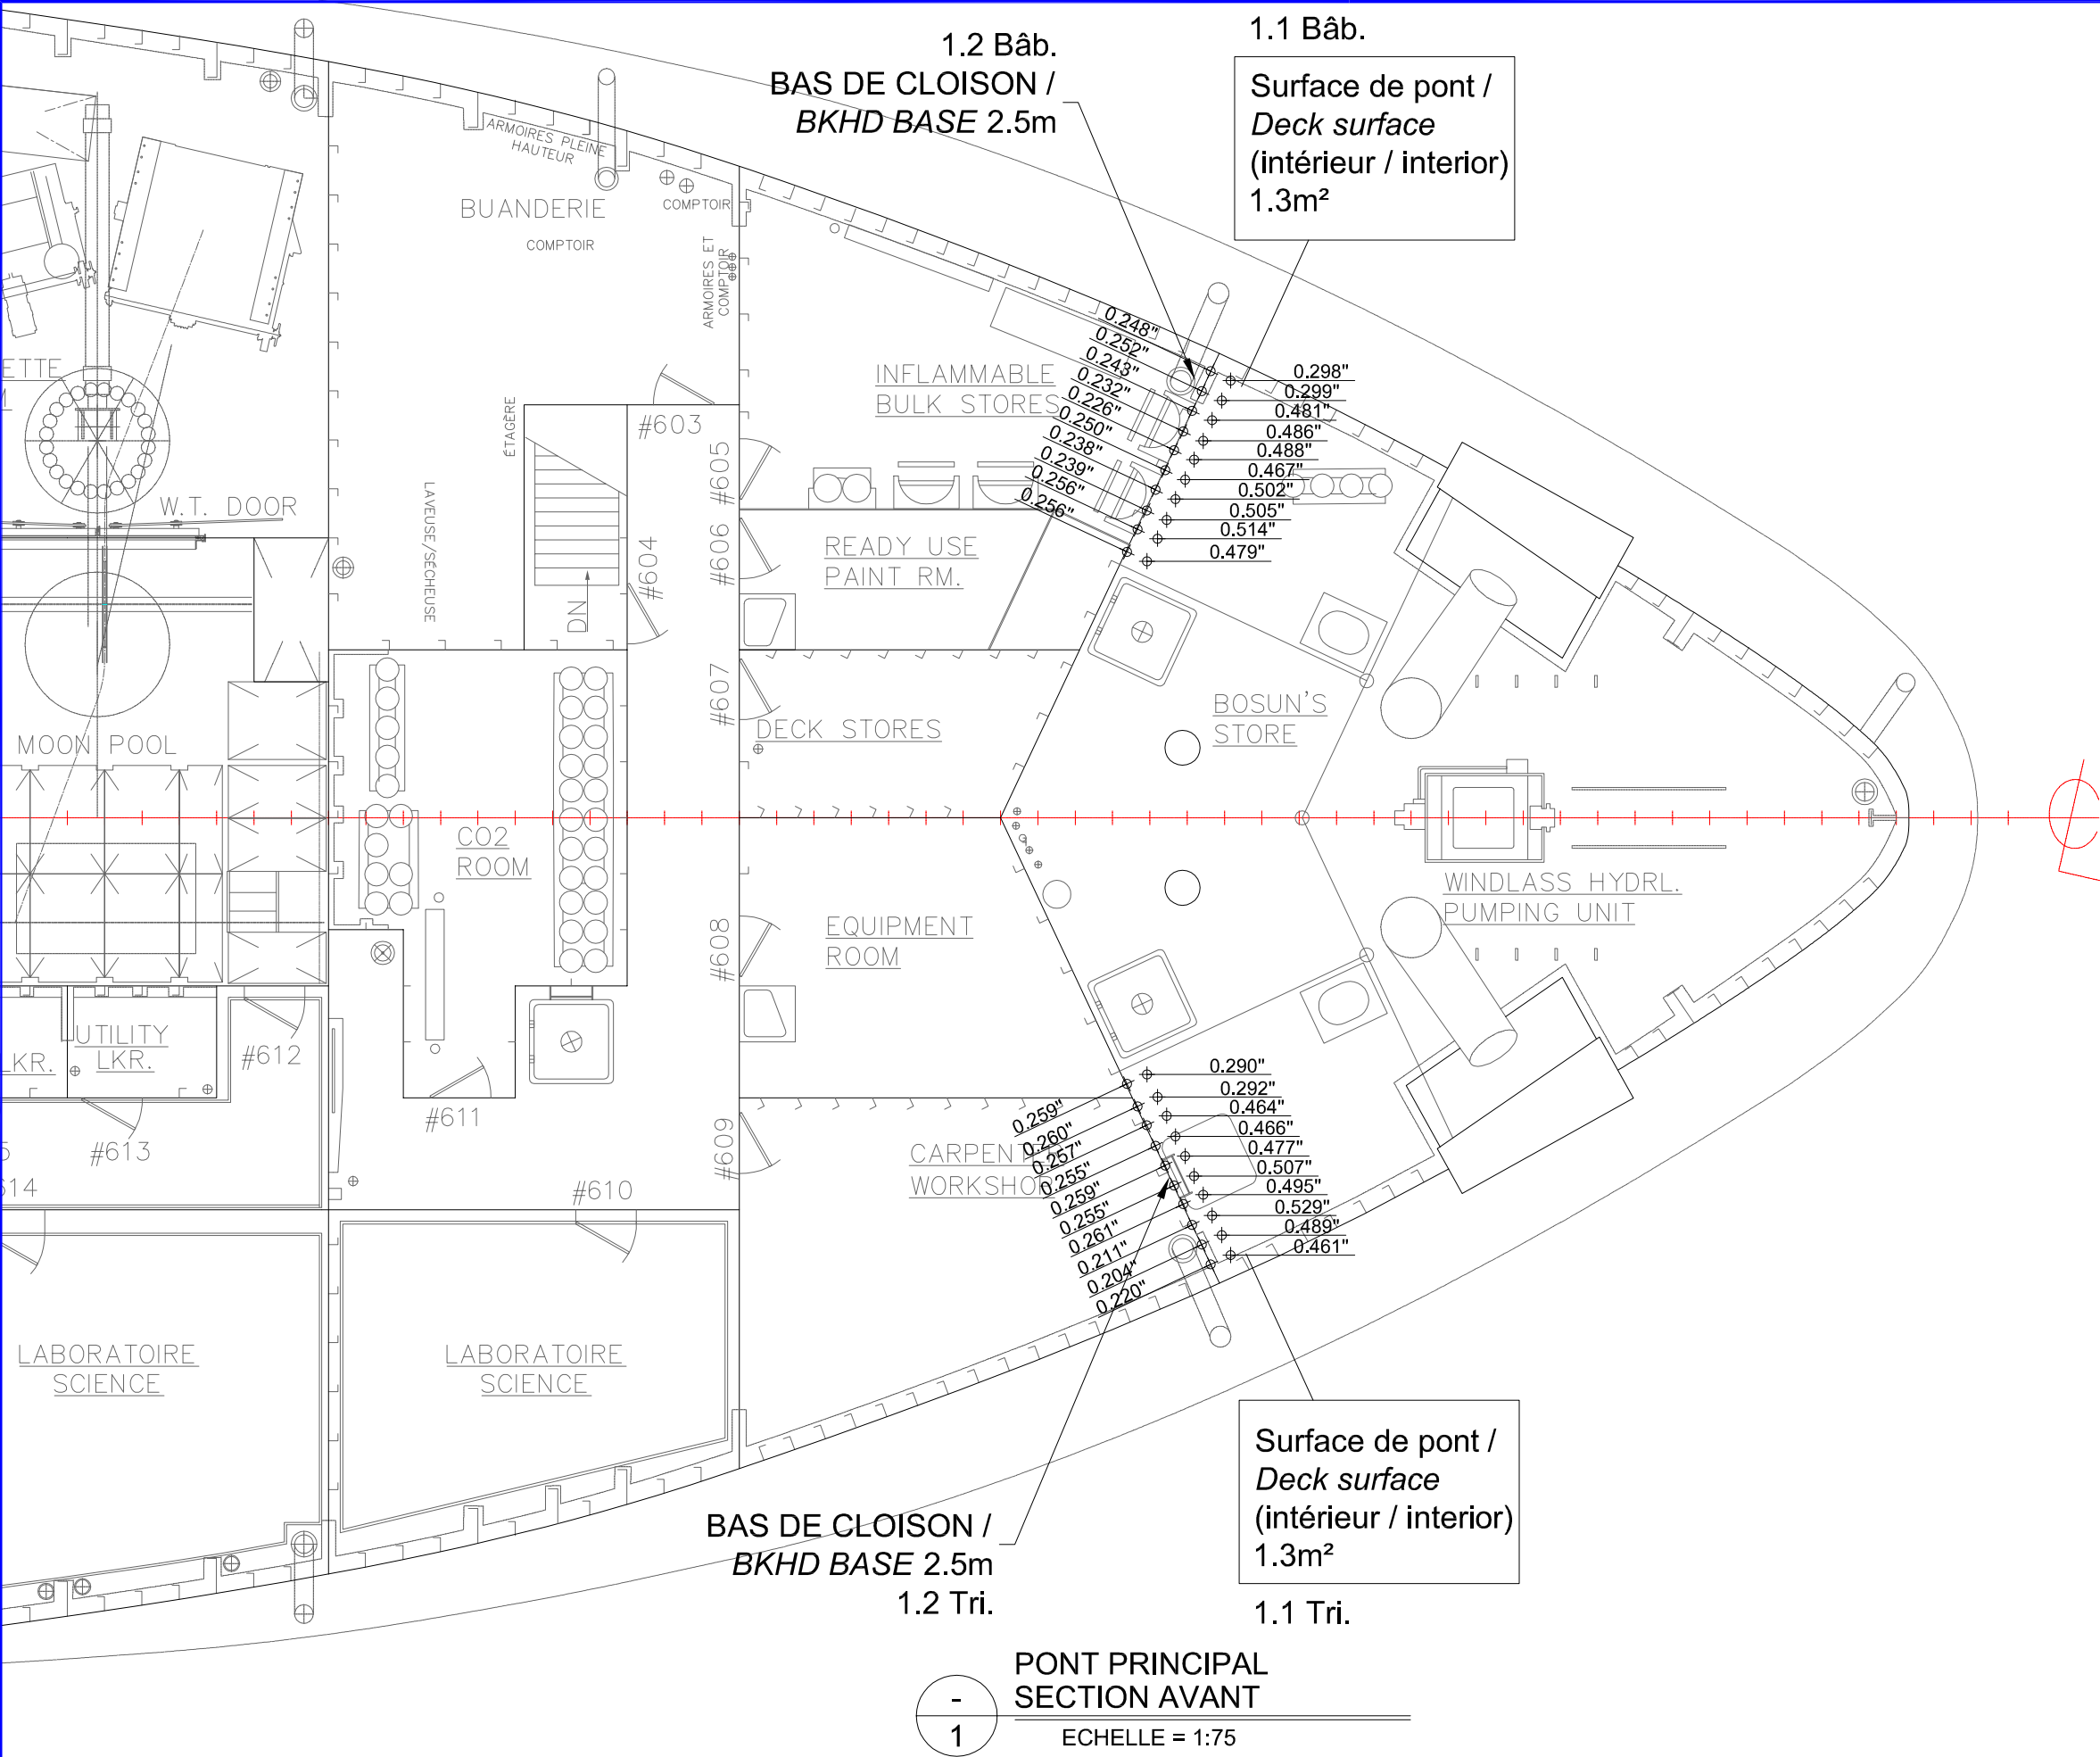 1.1 Bâb.
1.2 Bâb.
BAS DE CLOISON /
BKHD BASE 2.5m
Surface de pont /
Deck surface
(intérieur / interior)
1.3m²
ARMOIRES PLEINE
HAUTEUR
BUANDERIE
COMPTOIR
COMPTOIR
ARMOIRES ET
COMPTOIR
ÉTAGÈRE
LAVEUSE/SÉCHEUSE
ETTE
W.T. DOOR
#603
#604
#605
#606
#607
#608
#609
DN
INFLAMMABLE
BULK STORES
READY USE
PAINT RM.
DECK STORES
BOSUN'S
STORE
0.248"
0.252"
0.243"
0.232"
0.226"
0.250"
0.238"
0.239"
0.256"
0.256"
0.298"
0.299"
0.481"
0.486"
0.488"
0.467"
0.502"
0.505"
0.514"
0.479"
MOON POOL
CO2
ROOM
EQUIPMENT
ROOM
WINDLASS HYDRL.
PUMPING UNIT
LKR.
UTILITY
LKR.
#612
#611
#613
#610
614
CARPENT
WORKSHOP
0.290"
0.292"
0.464"
0.466"
0.477"
0.507"
0.495"
0.529"
0.489"
0.461"
0.259"
0.260"
0.257"
0.255"
0.259"
0.255"
0.261"
0.211"
0.204"
0.220"
LABORATOIRE
SCIENCE
LABORATOIRE
SCIENCE
Surface de pont /
Deck surface
(intérieur / interior)
1.3m²
1.1 Tri.
BAS DE CLOISON /
BKHD BASE 2.5m
1.2 Tri.
PONT PRINCIPAL
SECTION AVANT
ECHELLE = 1:75
-
1